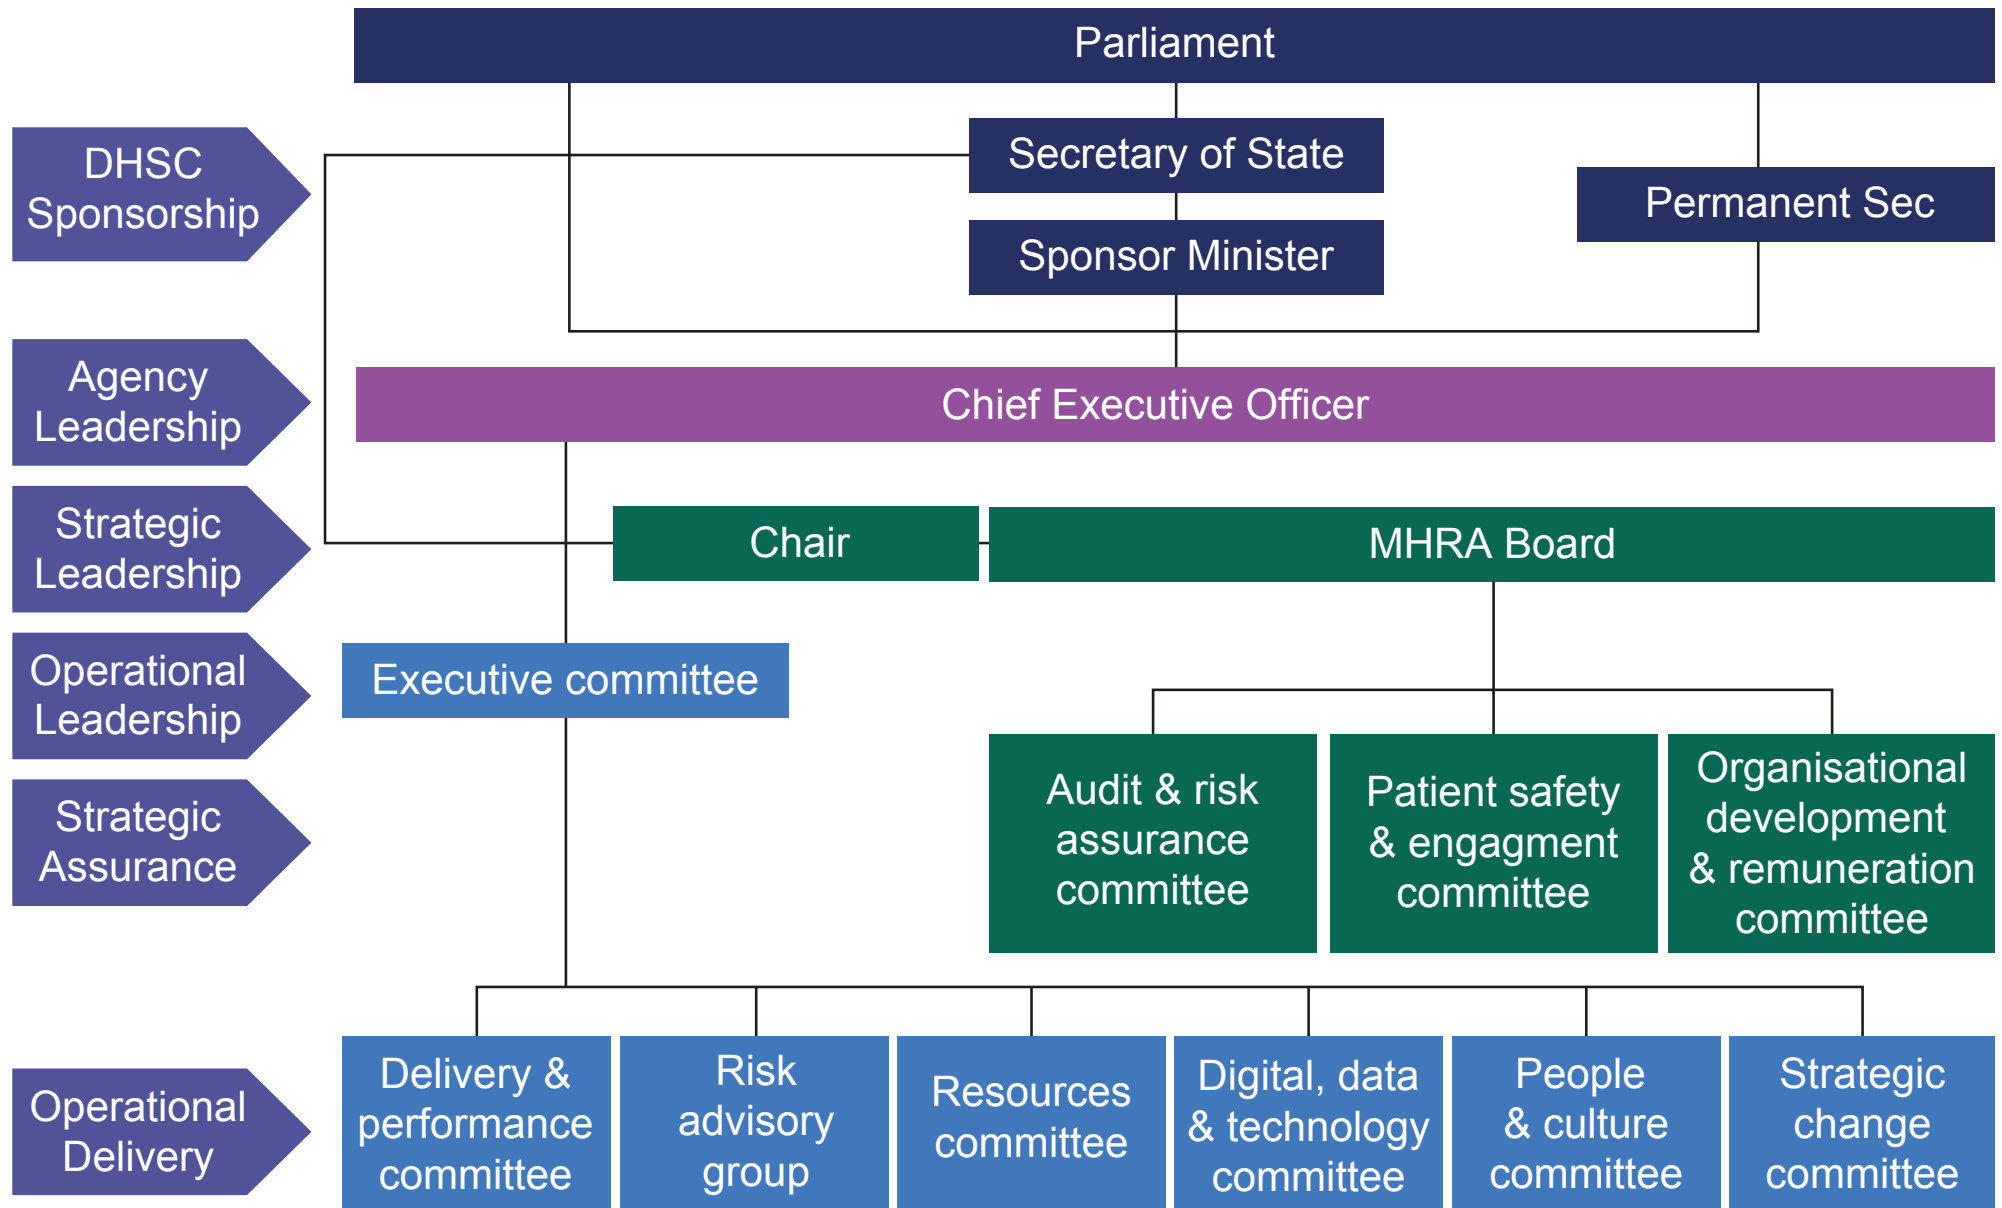 Parliament
DHSC
Sponsorship
Secretary of State
Permanent Sec
Sponsor Minister
Agency
Leadership
Chief Executive Officer
Strategic
Leadership
Chair
MHRA Board
Operational
Leadership
Executive committee
Strategic
Assurance
Audit & risk
assurance
committee
Patient safety
& engagment
committee
Organisational
development
& remuneration
committee
Operational
Delivery
Delivery &
performance
committee
Risk
advisory
group
Resources
committee
Digital, data
& technology
committee
People
& culture
committee
Strategic
change
committee